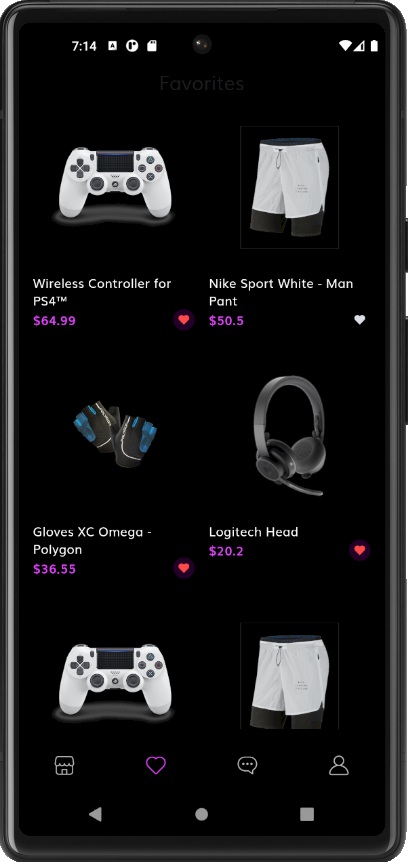 7:14
Favorites
Wireless Controller for
PS4™
$64.99
Nike Sport White - Man
Pant
$50.5
Gloves XC Omega -
Polygon
$36.55
Logitech Head
$20.2